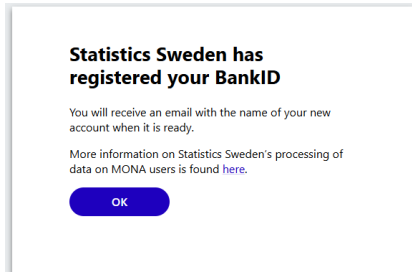 Statistics Sweden has
registered your BankID
You will receive an email with the name of your new
account when it is ready.
More information on Statistics Sweden's processing of
data on MONA users is found here.
OK